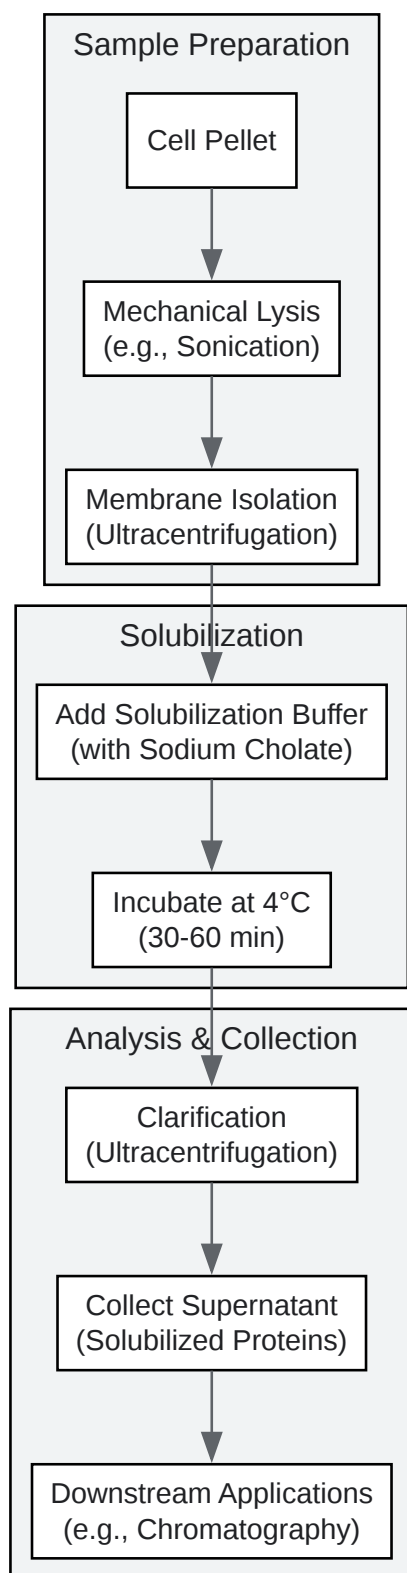 Sample Preparation
Cell Pellet
Mechanical Lysis
(e.g., Sonication)
Membrane Isolation
(Ultracentrifugation)
Solubilization
Add Solubilization Buffer
(with Sodium Cholate)
Incubate at 4°C
(30-60 min)
Analysis & Collection
Clarification
(Ultracentrifugation)
Collect Supernatant
(Solubilized Proteins)
Downstream Applications
(e.g., Chromatography)